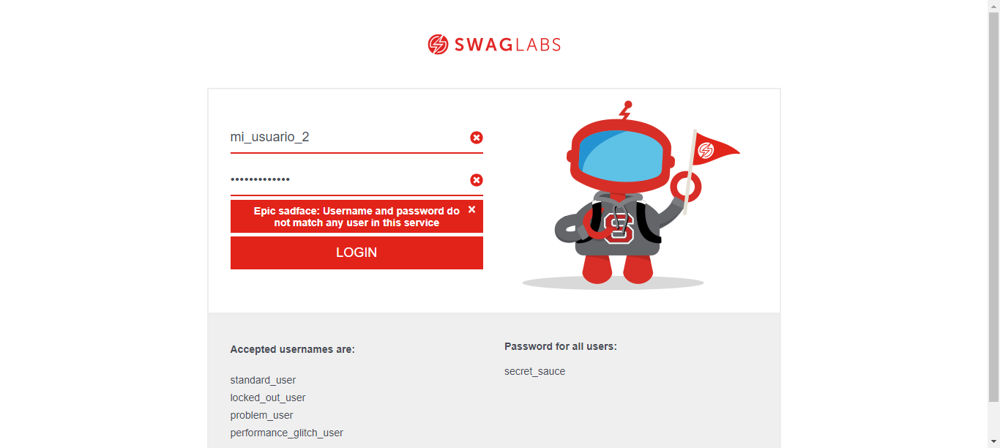 SWAGLABS
mi_usuario_2
•••••••••••••
Epic sadface: Username and password do
not match any user in this service
LOGIN
Accepted usernames are:
standard_user
locked_out_user
problem_user
performance_glitch_user
Password for all users:
secret_sauce